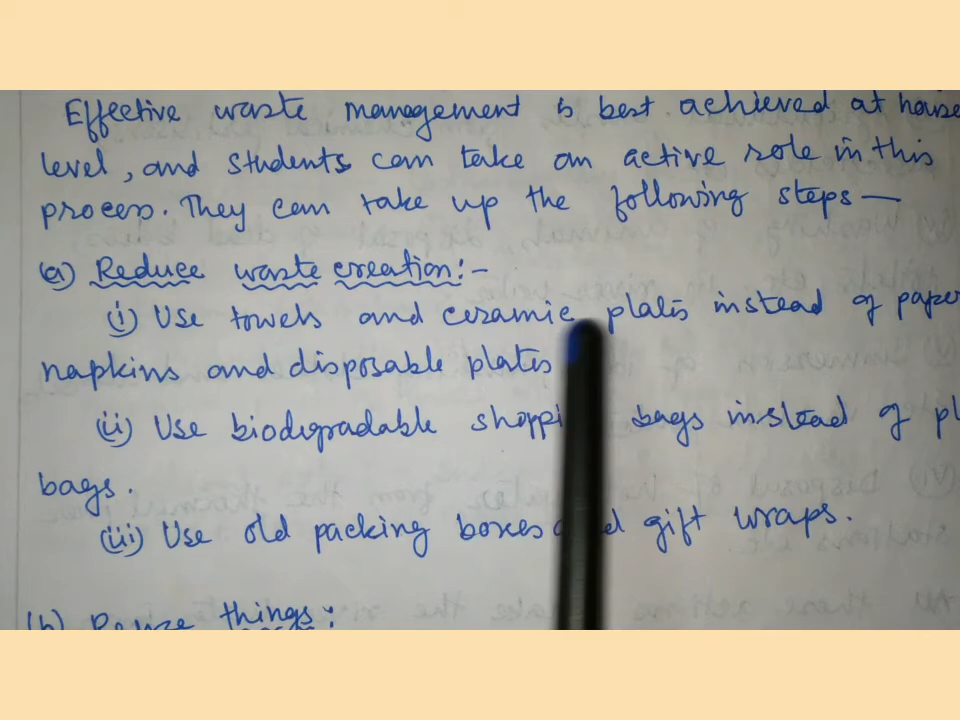 Effective waste management is best achieved at house
level, and students can take an active role in this
process. They can take up the following steps —
(a) Reduce waste creation:-
(i) Use towels and ceramic plates instead of paper
napkins and disposable plates
(ii) Use biodegradable bags instead of
bags.
(iii) Use old packing boxes gift wraps.
(b) Reuse things: